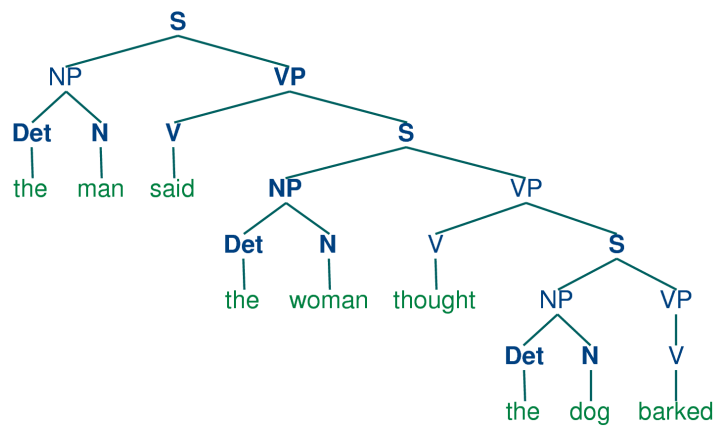 S
NP VP
Det N V S
the man said NP VP
Det N V S
the woman thought NP VP
Det N V
the dog barked